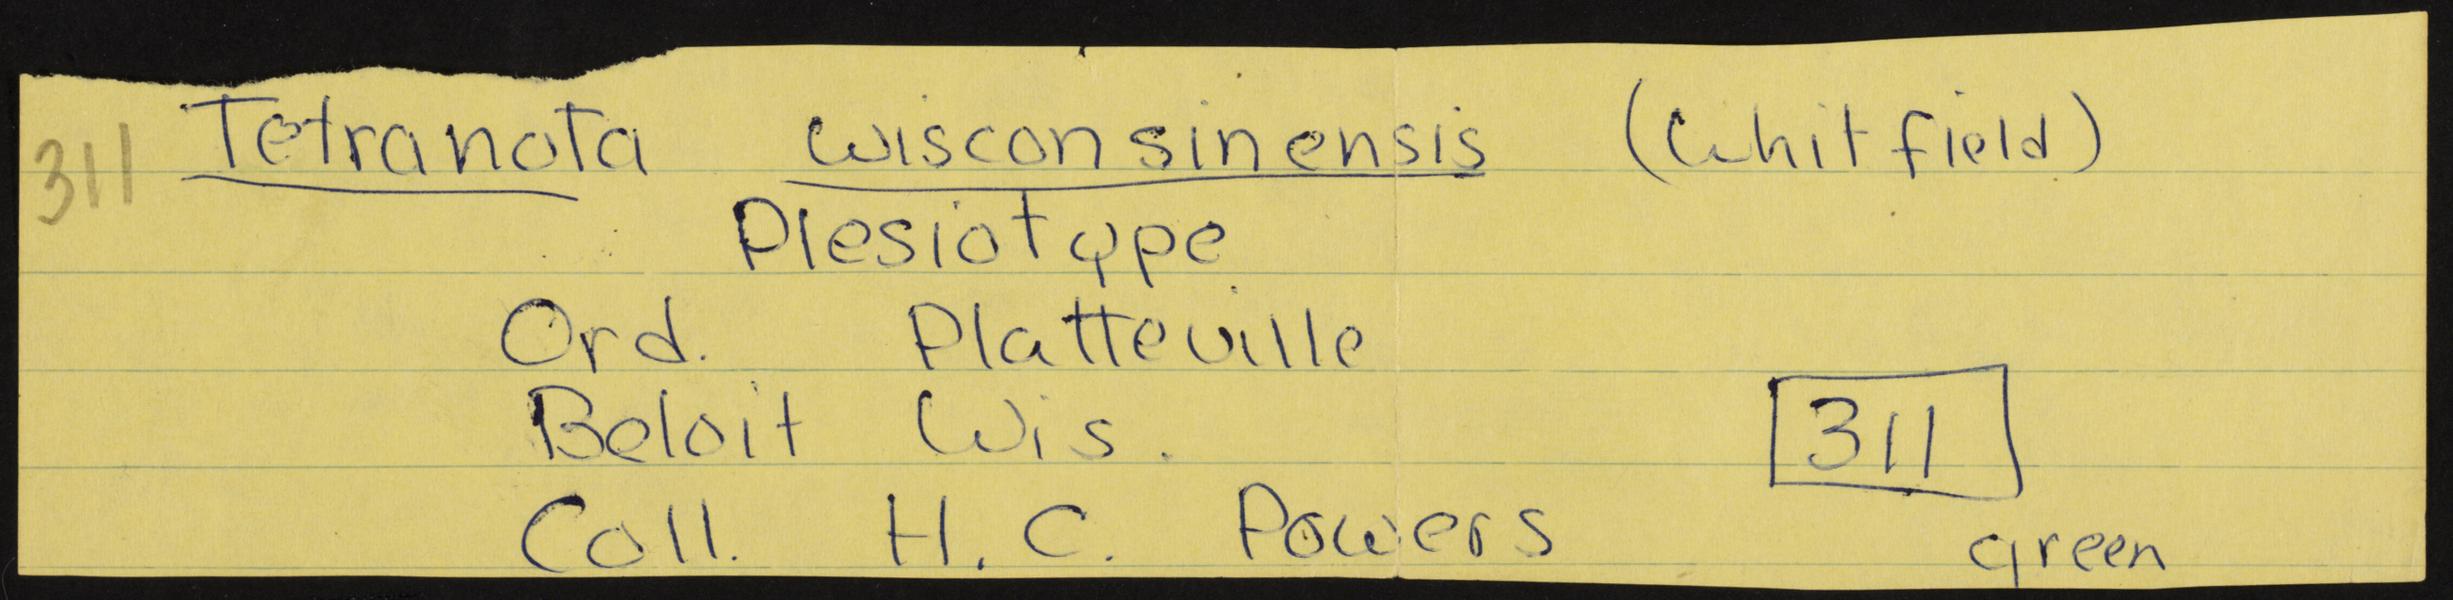 311 Tetranota wisconsinensis (Whitfield)
Plesiotype
Ord. Platteville
Beloit Wis.
311
Coll. H. C. Powers
green